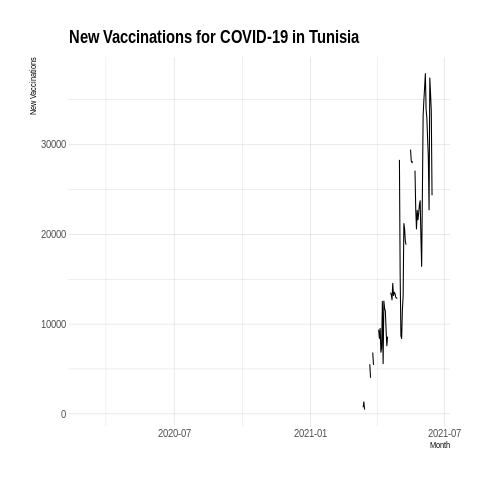 New Vaccinations for COVID-19 in Tunisia
New Vaccinations
30000
20000
10000
0
2020-07 2021-01 2021-07
Month